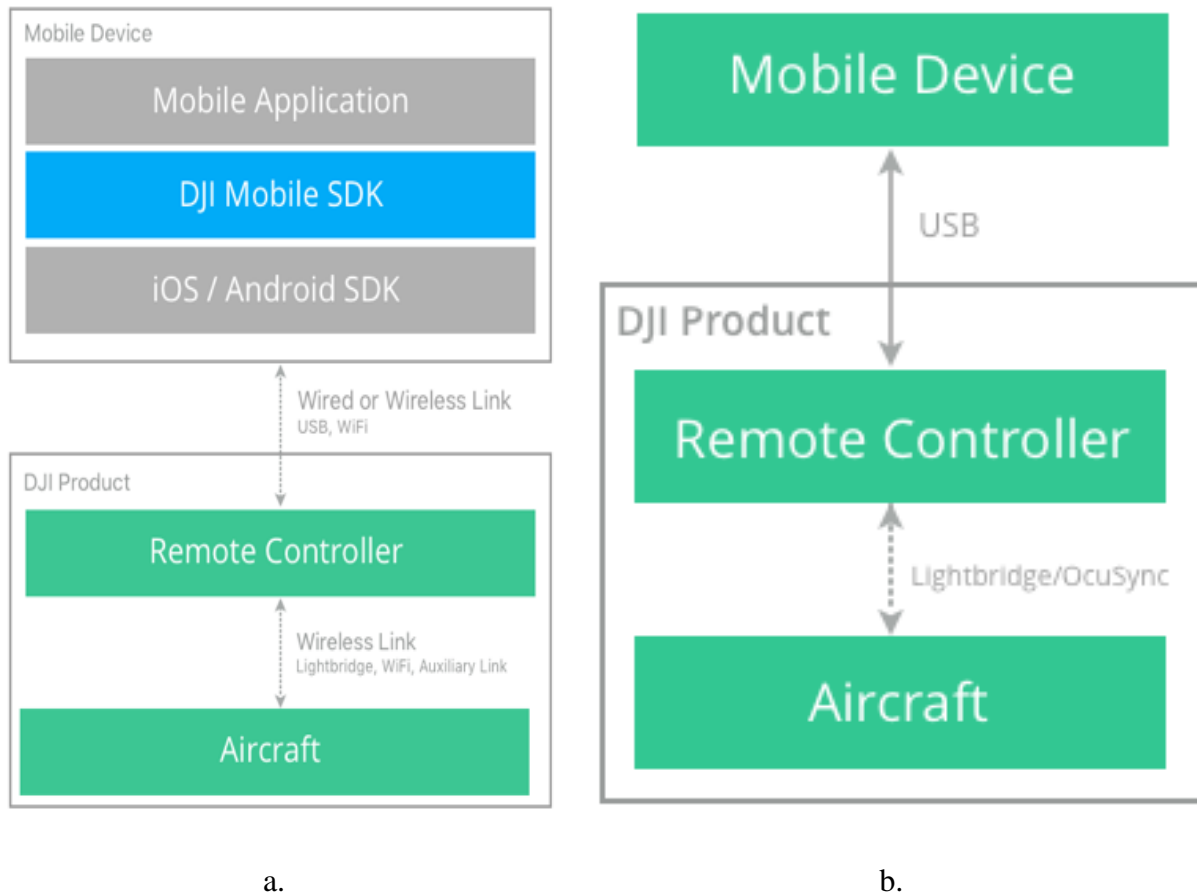 Mobile Device
Mobile Application
DJI Mobile SDK
iOS / Android SDK
Wired or Wireless Link
USB, WiFi
DJI Product
Remote Controller
Wireless Link
Lightbridge, WiFi, Auxiliary Link
Aircraft
a.
Mobile Device
USB
DJI Product
Remote Controller
Lightbridge/OcuSync
Aircraft
b.